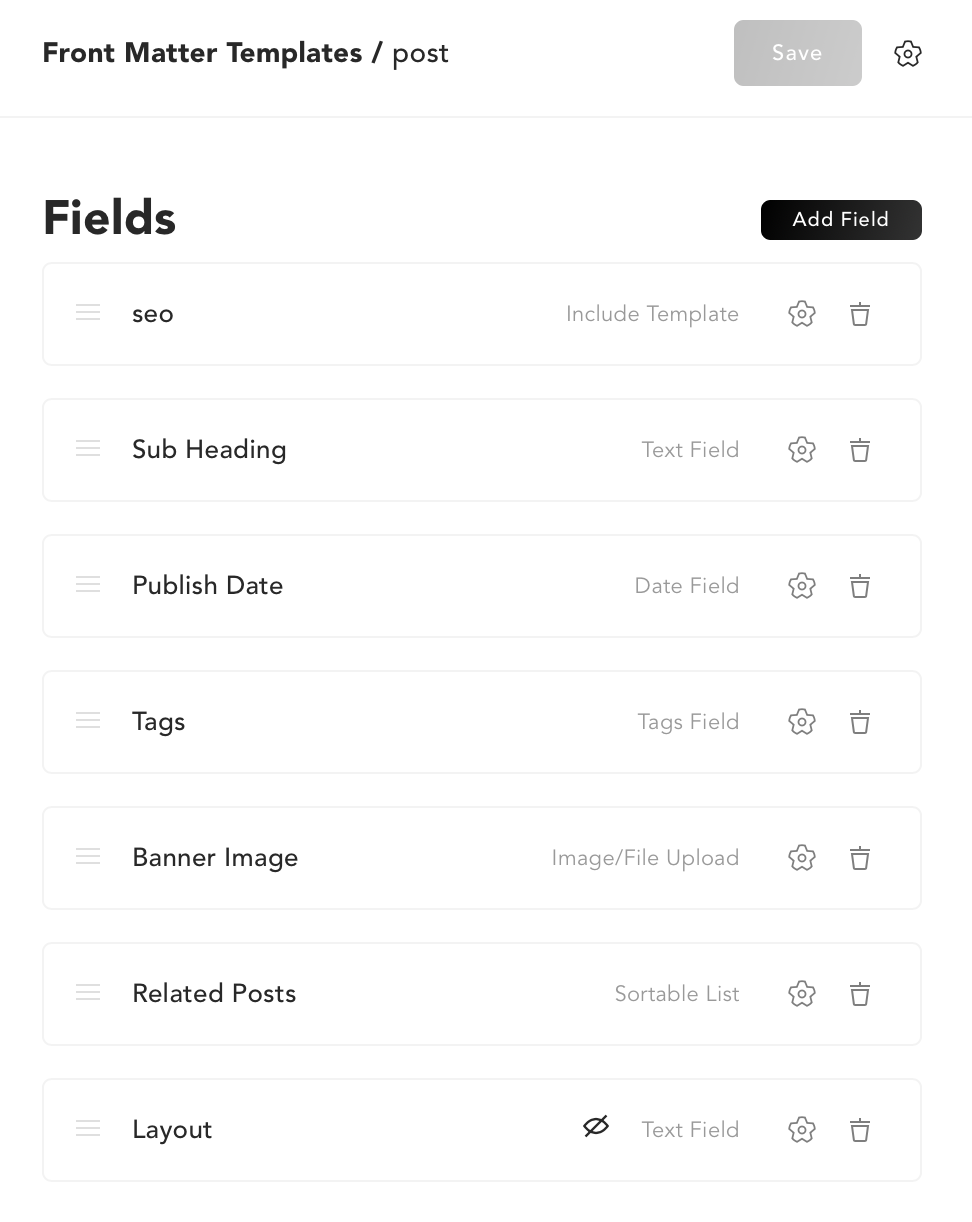 Front Matter Templates / post
Save
Fields
Add Field
seo Include Template
Sub Heading Text Field
Publish Date Date Field
Tags Tags Field
Banner Image Image/File Upload
Related Posts Sortable List
Layout Text Field